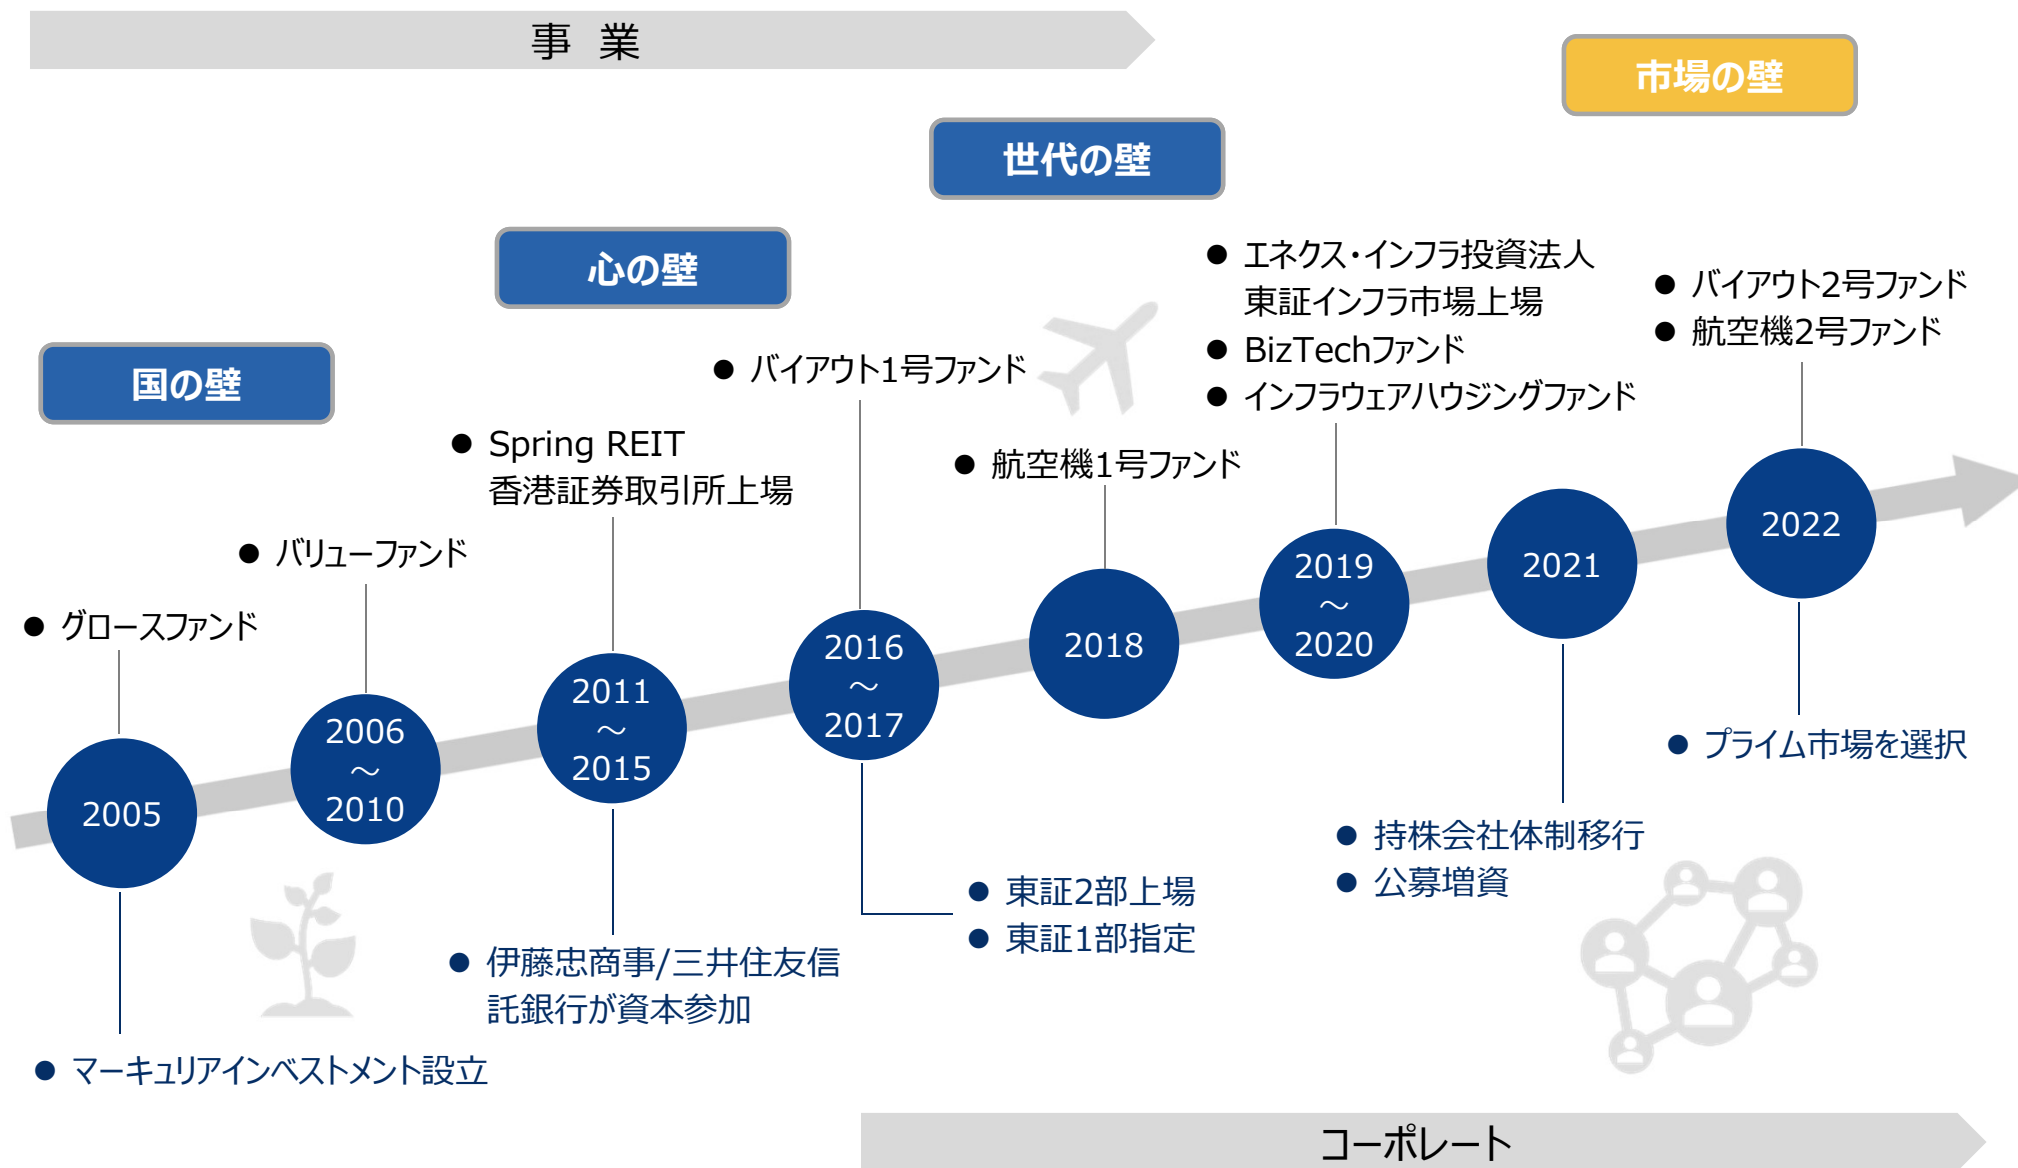 事 業
市場の壁
世代の壁
心の壁
国の壁
● エネクス・インフラ投資法人
東証インフラ市場上場
● BizTechファンド
● インフラウェアハウジングファンド
● バイアウト2号ファンド
● 航空機2号ファンド
● バイアウト1号ファンド
● Spring REIT
香港証券取引所上場
● 航空機1号ファンド
● バリューファンド
● グロースファンド
2005
2006
～
2010
2011
～
2015
2016
～
2017
2018
2019
～
2020
2021
2022
● プライム市場を選択
● 持株会社体制移行
● 公募増資
● 東証2部上場
● 東証1部指定
● 伊藤忠商事/三井住友信
託銀行が資本参加
● マーキュリアインベストメント設立
コーポレート